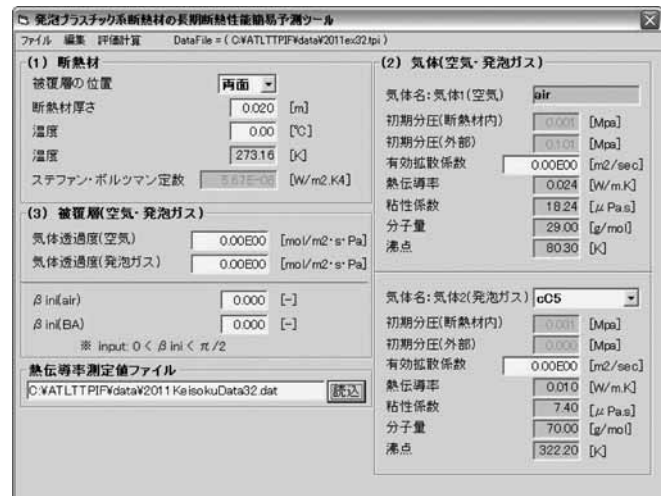 発泡プラスチック系断熱材の長期断熱性能簡易予測ツール
ファイル 編集 評価計算 DataFile = ( C:¥ATLTTPIF¥data¥2011ex32.tpi )
(1) 断熱材
被覆層の位置 両面
断熱材厚さ 0.020 [m]
温度 0.00 [℃]
温度 273.16 [K]
ステファン・ボルツマン定数 5.67E-08 [W/m2.K4]
(3) 被覆層(空気・発泡ガス)
気体透過度(空気) 0.00E00 [mol/m2・s・Pa]
気体透過度(発泡ガス) 0.00E00 [mol/m2・s・Pa]
β ini(air) 0.000 [-]
β ini(BA) 0.000 [-]
※ input: 0 < β ini < π/2
熱伝導率測定値ファイル
C:¥ATLTTPIF¥data¥2011KeisokuData32.dat 読込
(2) 気体(空気・発泡ガス)
気体名:気体1(空気) air
初期分圧(断熱材内) 0.001 [Mpa]
初期分圧(外部) 0.101 [Mpa]
有効拡散係数 0.00E00 [m2/sec]
熱伝導率 0.024 [W/m.K]
粘性係数 18.24 [μ Pa.s]
分子量 29.00 [g/mol]
沸点 80.30 [K]
気体名:気体2(発泡ガス) cC5
初期分圧(断熱材内) 0.001 [Mpa]
初期分圧(外部) 0.000 [Mpa]
有効拡散係数 0.00E00 [m2/sec]
熱伝導率 0.010 [W/m.K]
粘性係数 7.40 [μ Pa.s]
分子量 70.00 [g/mol]
沸点 322.20 [K]